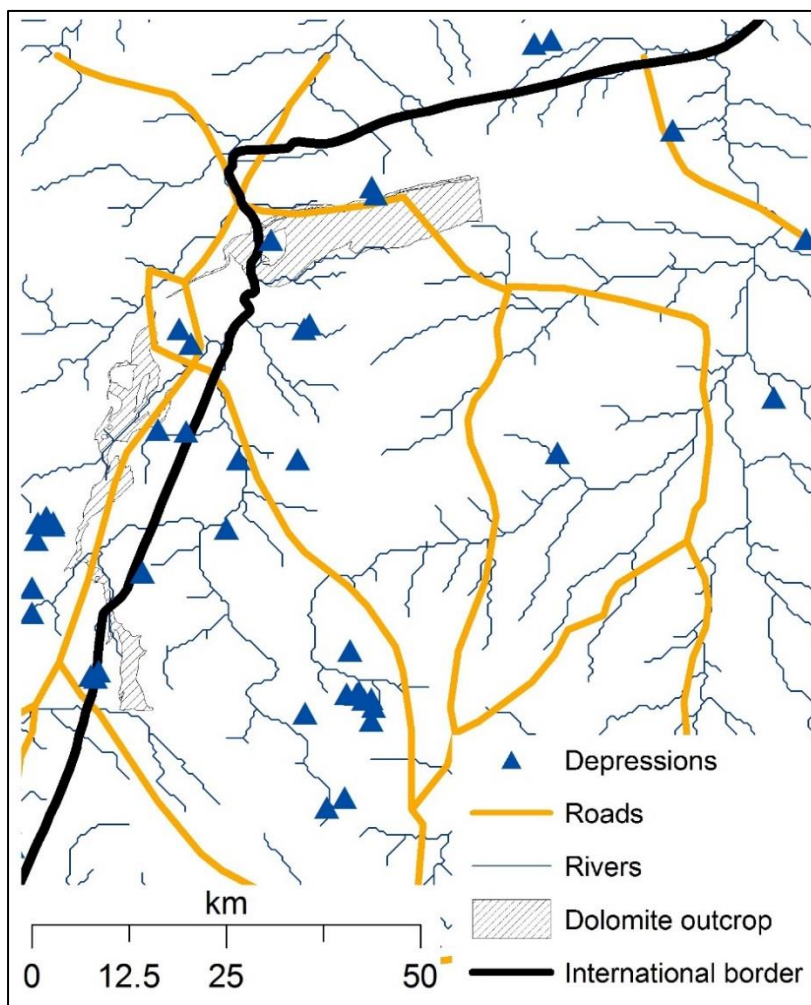 Depressions
Roads
Rivers
Dolomite outcrop
International border
km
0 12.5 25 50